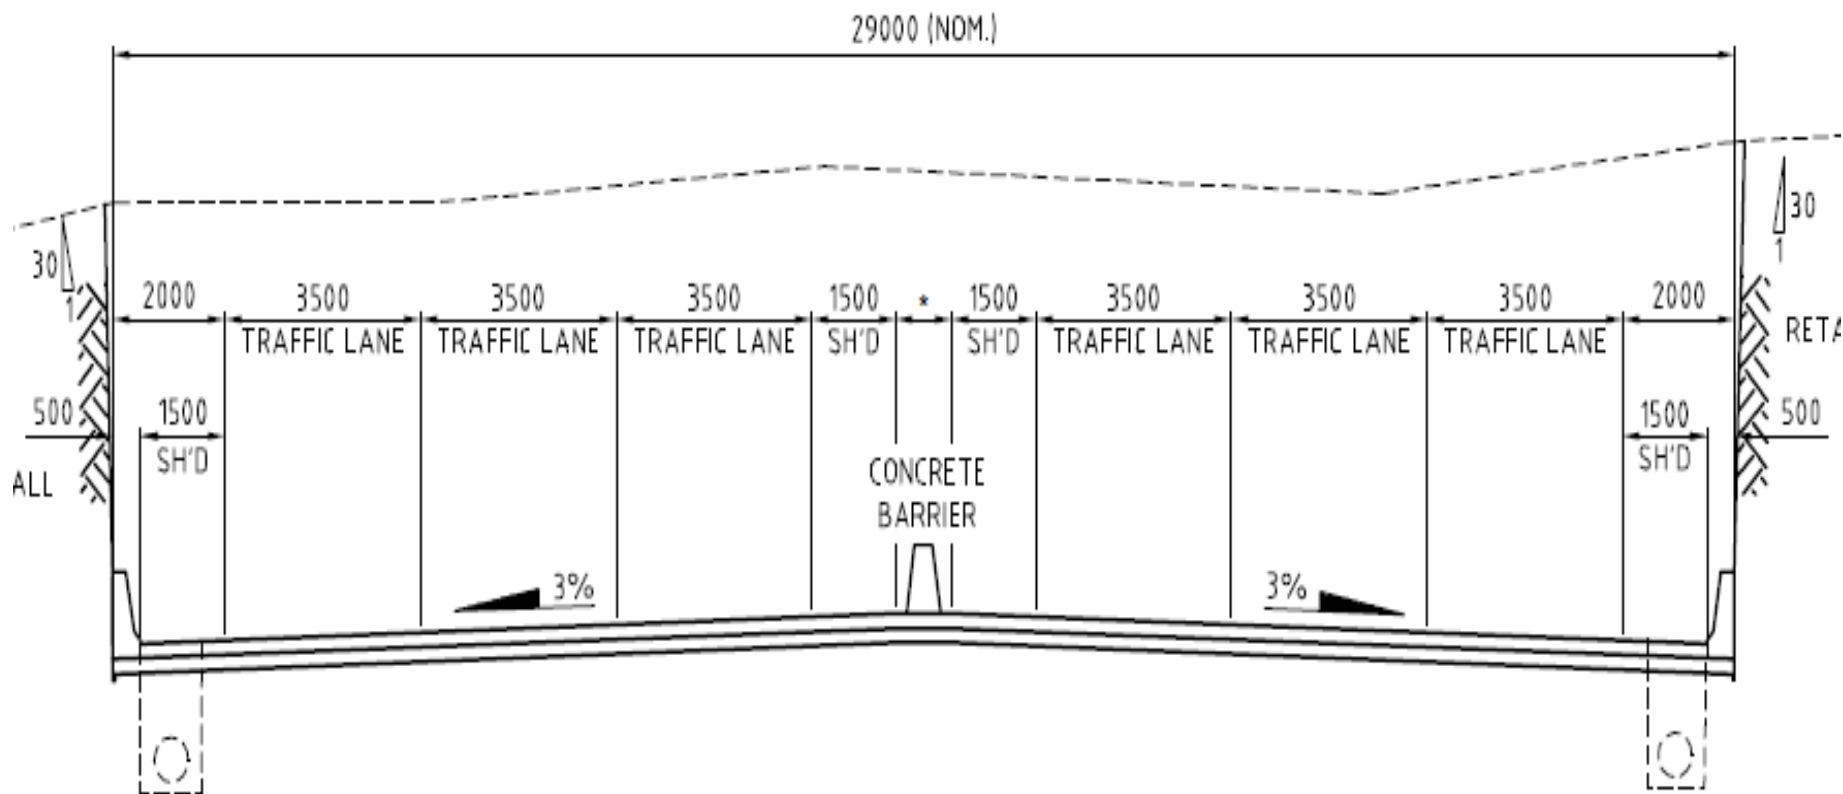 29000 (NOM.)
30
1
30
1
2000
3500
3500
3500
1500
*
1500
3500
3500
3500
2000
TRAFFIC LANE
TRAFFIC LANE
TRAFFIC LANE
SH'D
SH'D
TRAFFIC LANE
TRAFFIC LANE
TRAFFIC LANE
RETA
500
1500
SH'D
1500
SH'D
500
ALL
CONCRETE
BARRIER
3%
3%